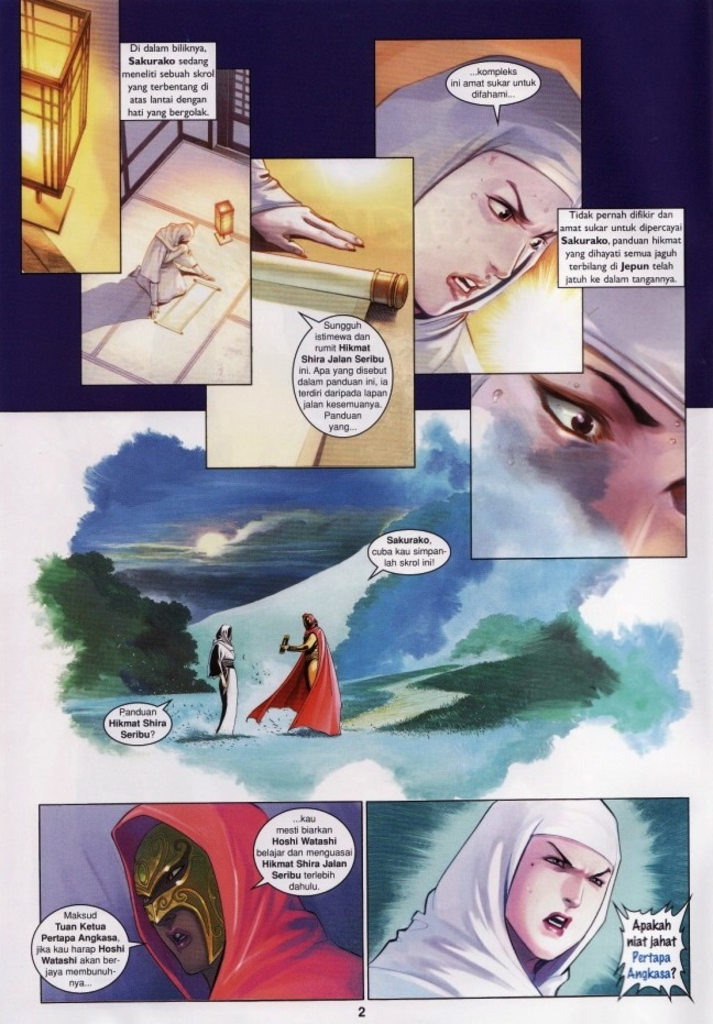 Di dalam biliknya,
Sakurako sedang
meneliti sebuah skrol
yang terbentang di
atas lantai dengan
hati yang bergolak.
...kompleks
ini amat sukar untuk
difahami...
Sungguh
istimewa dan
rumit Hikmat
Shira Jalan Seribu
ini. Apa yang disebut
dalam panduan ini, ia
terdiri daripada lapan
jalan kesemuanya.
Panduan
yang...
Tidak pernah difikir dan
amat sukar untuk dipercayai
Sakurako, panduan hikmat
yang dihayati semua jaguh
terbilang di Jepun telah
jatuh ke dalam tangannya.
Sakurako,
cuba kau simpan-
lah skrol ini!
Panduan
Hikmat Shira
Seribu?
...kau
mesti biarkan
Hoshi Watashi
belajar dan menguasai
Hikmat Shira Jalan
Seribu terlebih
dahulu.
Maksud
Tuan Ketua
Pertapa Angkasa,
jika kau harap Hoshi
Watashi akan ber-
jaya membunuh-
nya...
Apakah
niat jahat
Pertapa
Angkasa?
2